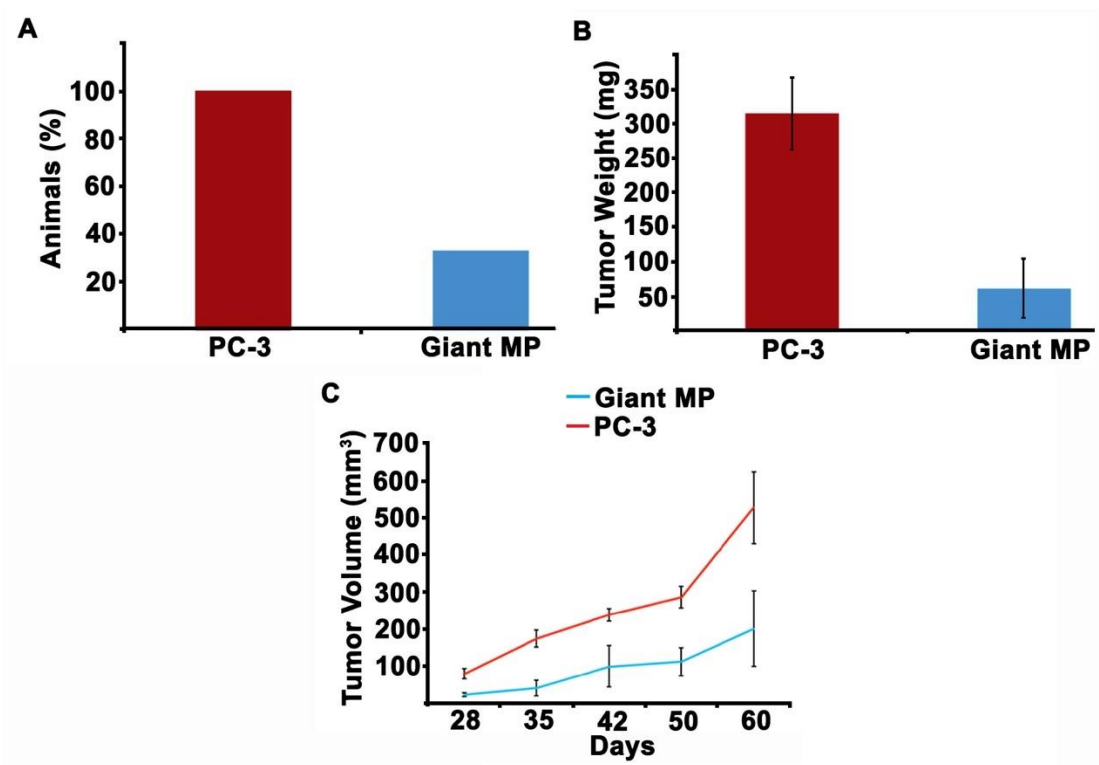 A
Animals (%)
100
80
60
40
20
PC-3
Giant MP
B
Tumor Weight (mg)
350
300
250
200
150
100
50
PC-3
Giant MP
C
Giant MP
PC-3
Tumor Volume (mm³)
700
600
500
400
300
200
100
28 35 42 50 60
Days